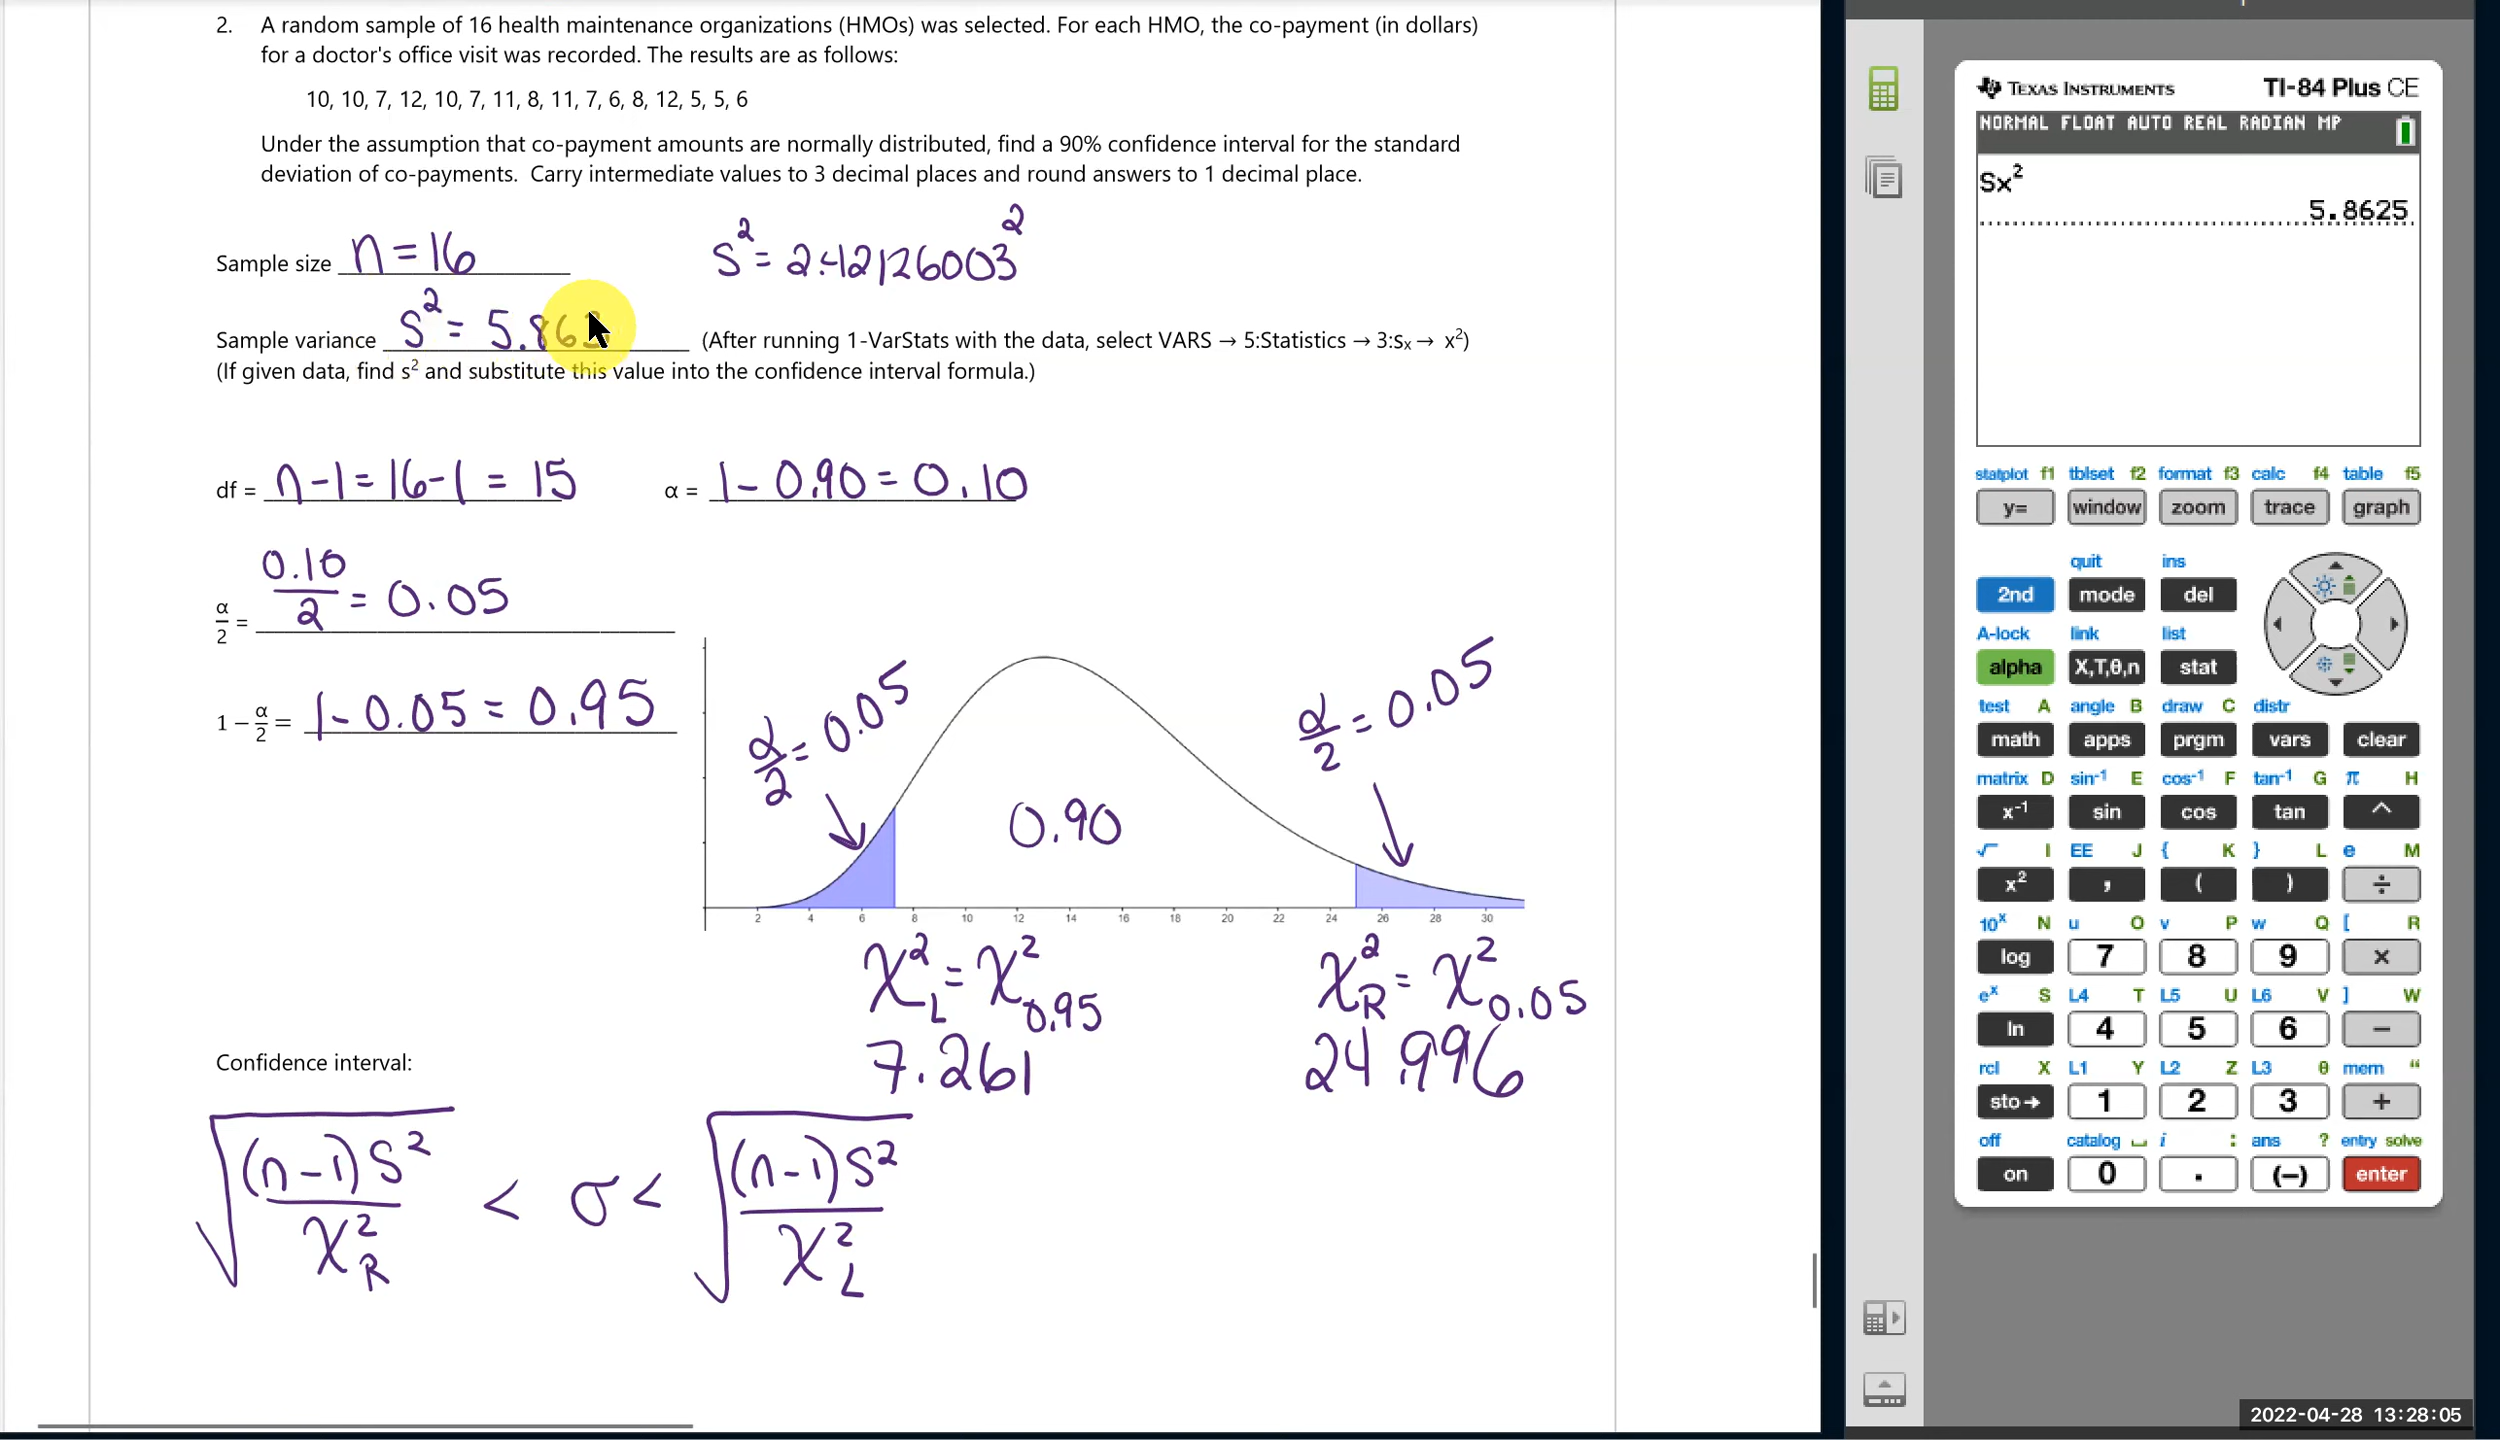 2. A random sample of 16 health maintenance organizations (HMOs) was selected. For each HMO, the co-payment (in dollars)
for a doctor's office visit was recorded. The results are as follows:
10, 10, 7, 12, 10, 7, 11, 8, 11, 7, 6, 8, 12, 5, 5, 6
Under the assumption that co-payment amounts are normally distributed, find a 90% confidence interval for the standard
deviation of co-payments. Carry intermediate values to 3 decimal places and round answers to 1 decimal place.
Sample size n = 16
s² = 2.42126003²
Sample variance s² = 5.863 (After running 1-VarStats with the data, select VARS → 5:Statistics → 3:sₓ → x²)
(If given data, find s² and substitute this value into the confidence interval formula.)
df = n-1 = 16-1 = 15 α = 1 - 0.90 = 0.10
α/2 = 0.10/2 = 0.05
1 − α/2 = 1 - 0.05 = 0.95
α/2 = 0.05
0.90
α/2 = 0.05
2 4 6 8 10 12 14 16 18 20 22 24 26 28 30
χ²L = χ²0.95
7.261
χ²R = χ²0.05
24.996
Confidence interval:
√((n-1)s²/χ²R) < σ < √((n-1)s²/χ²L)
TEXAS INSTRUMENTS TI-84 Plus CE
NORMAL FLOAT AUTO REAL RADIAN MP
Sx²
5.8625
statplot f1 tblset f2 format f3 calc f4 table f5
y= window zoom trace graph
quit ins
2nd mode del
A-lock link list
alpha X,T,θ,n stat
test A angle B draw C distr
math apps prgm vars clear
matrix D sin⁻¹ E cos⁻¹ F tan⁻¹ G π H
x⁻¹ sin cos tan ^
√ I EE J { K } L e M
x² , ( ) ÷
10ˣ N u O v P w Q [ R
log 7 8 9 ×
eˣ S L4 T L5 U L6 V ] W
ln 4 5 6 −
rcl X L1 Y L2 Z L3 θ mem "
sto→ 1 2 3 +
off catalog ⎵ i : ans ? entry solve
on 0 . (−) enter
2022-04-28 13:28:05